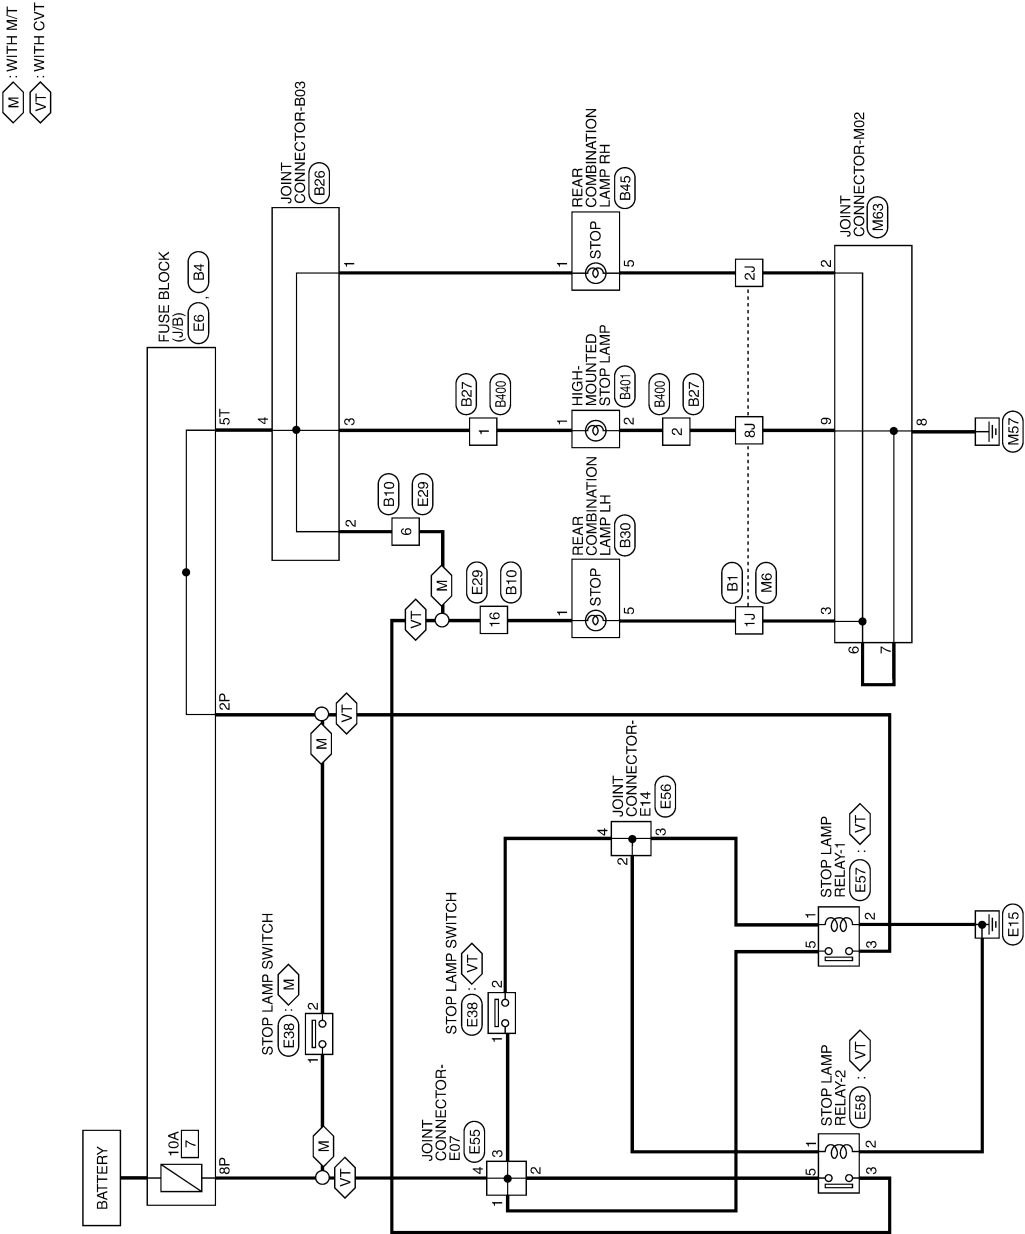 M : WITH M/T
VT : WITH CVT
BATTERY
10A
7
8P
FUSE BLOCK
(J/B)
E6 , B4
2P
5T
M
VT
STOP LAMP SWITCH
E38 : M
1
2
M
VT
JOINT
CONNECTOR-B03
B26
4
1
3
2
B10
E29
6
M
VT
E29
B10
16
B27
B400
1
REAR
COMBINATION
LAMP LH
B30
1
STOP
5
HIGH-
MOUNTED
STOP LAMP
B401
1
2
B400
B27
2
REAR
COMBINATION
LAMP RH
B45
1
STOP
5
B1
M6
1J
8J
2J
JOINT
CONNECTOR-M02
M63
3
9
2
6
7
8
M57
JOINT
CONNECTOR-
E07
E55
4
3
1
2
STOP LAMP SWITCH
E38 : VT
1
2
JOINT
CONNECTOR-
E14
E56
4
2
3
STOP LAMP
RELAY-2
E58 : VT
5
1
3
2
STOP LAMP
RELAY-1
E57 : VT
5
1
3
2
E15